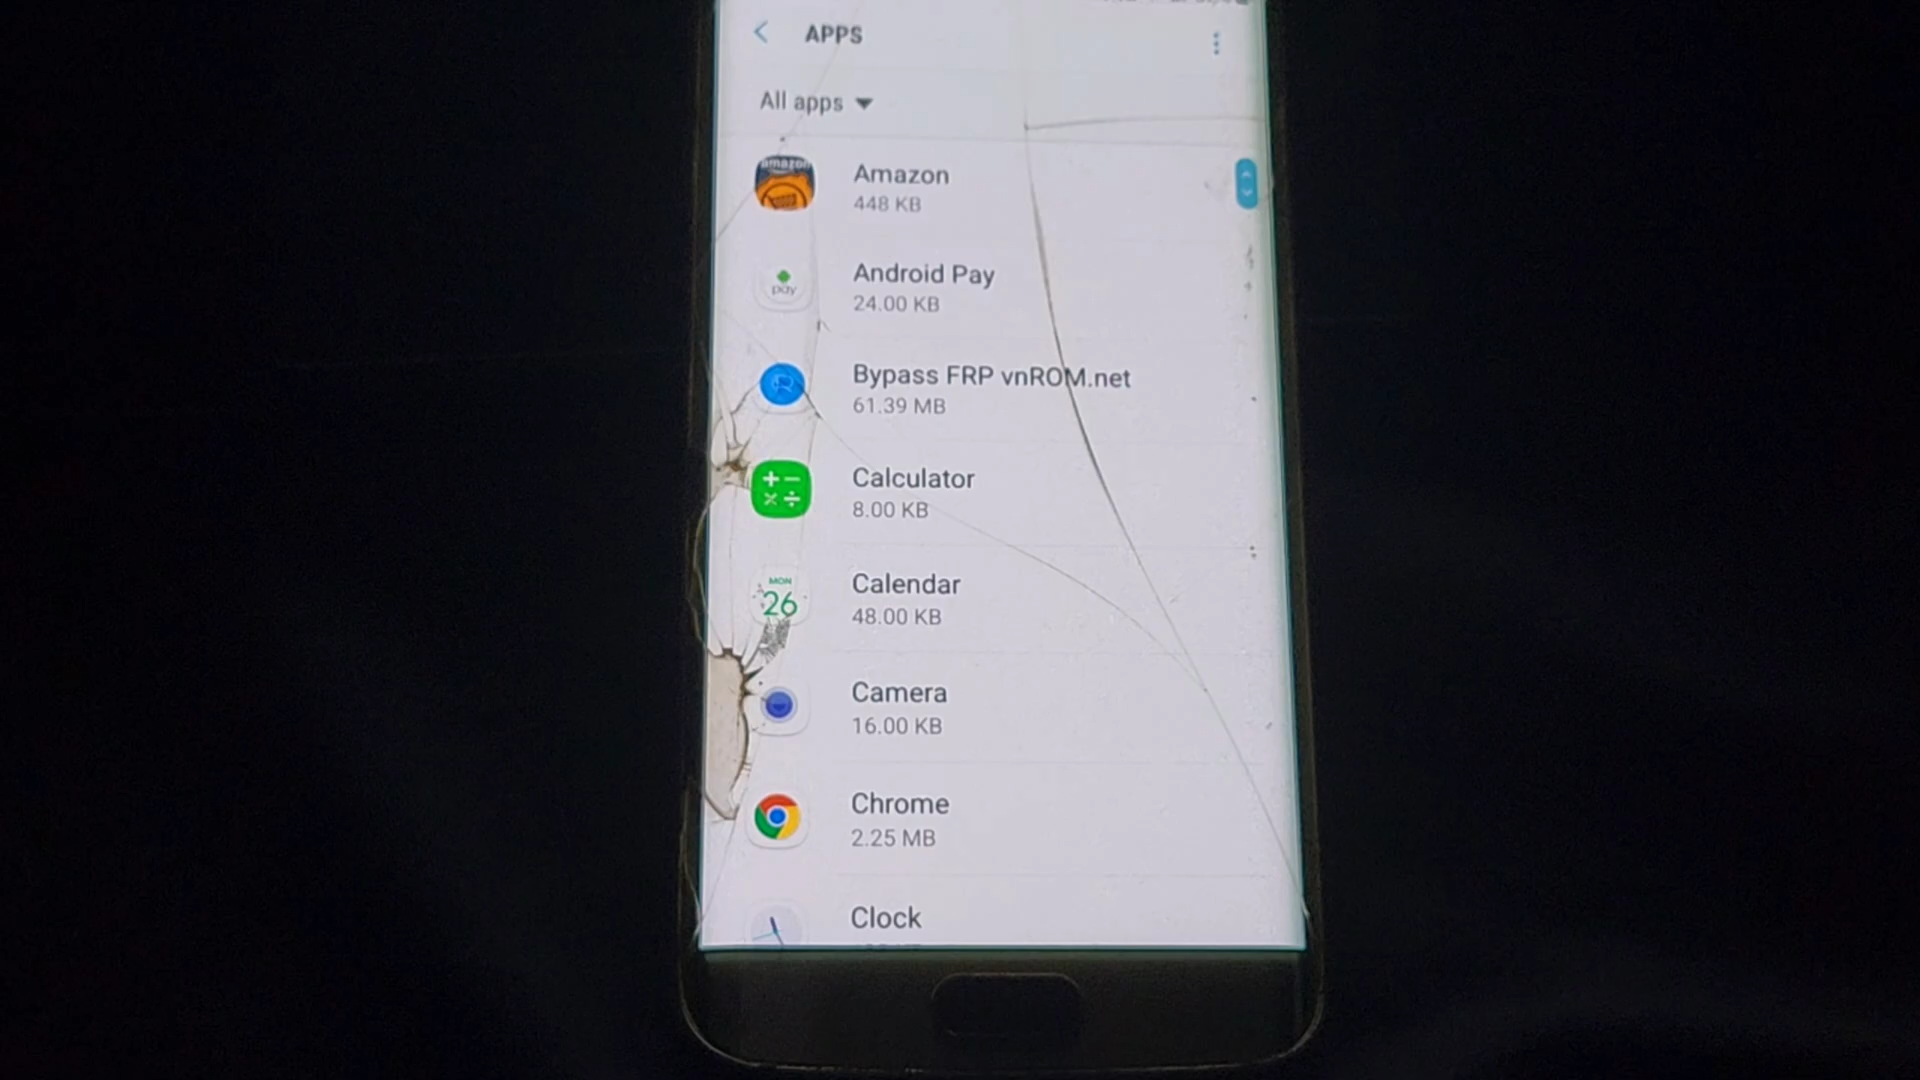 APPS
All apps
amazon
Amazon
448 KB
pay
Android Pay
24.00 KB
Bypass FRP vnROM.net
61.39 MB
Calculator
8.00 KB
MON
26
Calendar
48.00 KB
Camera
16.00 KB
Chrome
2.25 MB
Clock